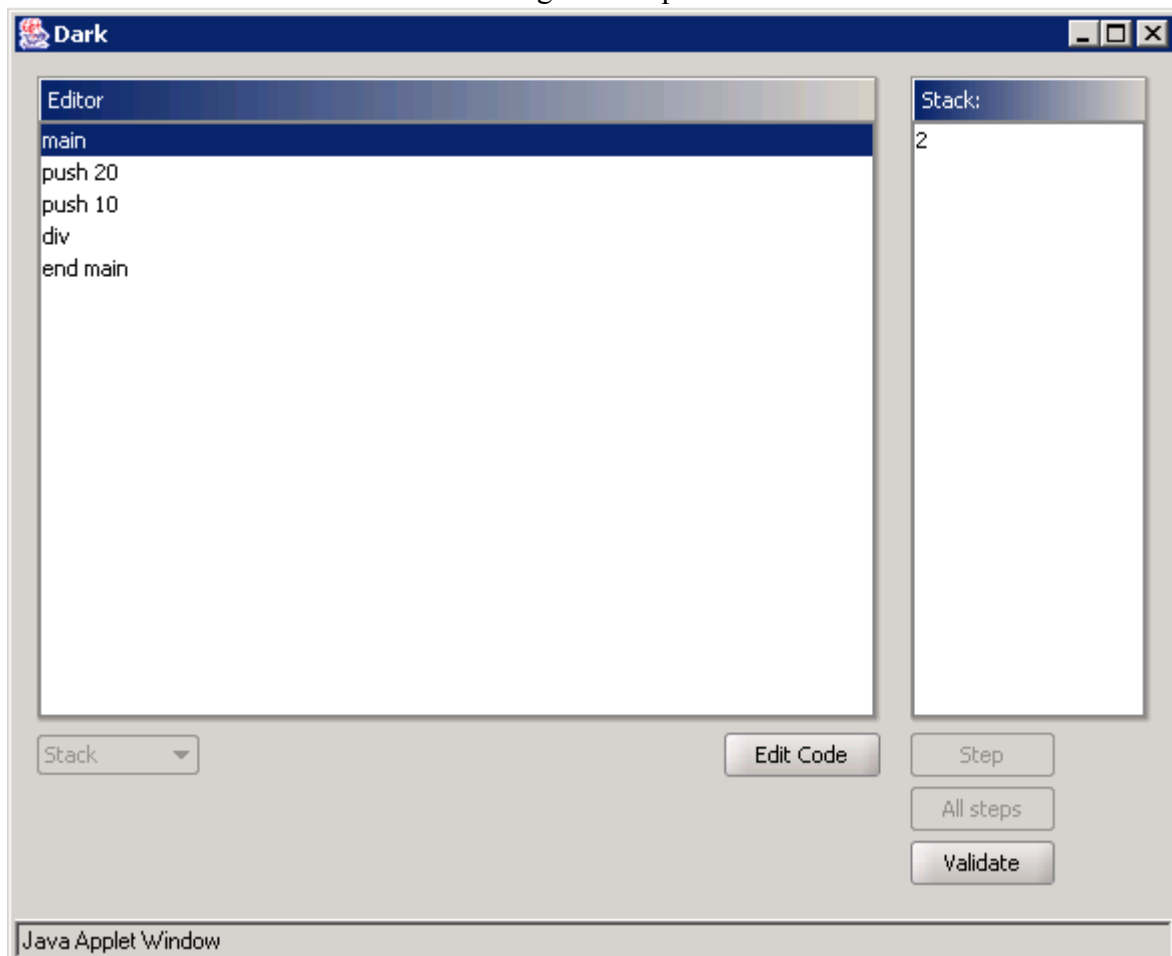 Dark
Editor
main
push 20
push 10
div
end main
Stack:
2
Stack
Edit Code
Step
All steps
Validate
Java Applet Window